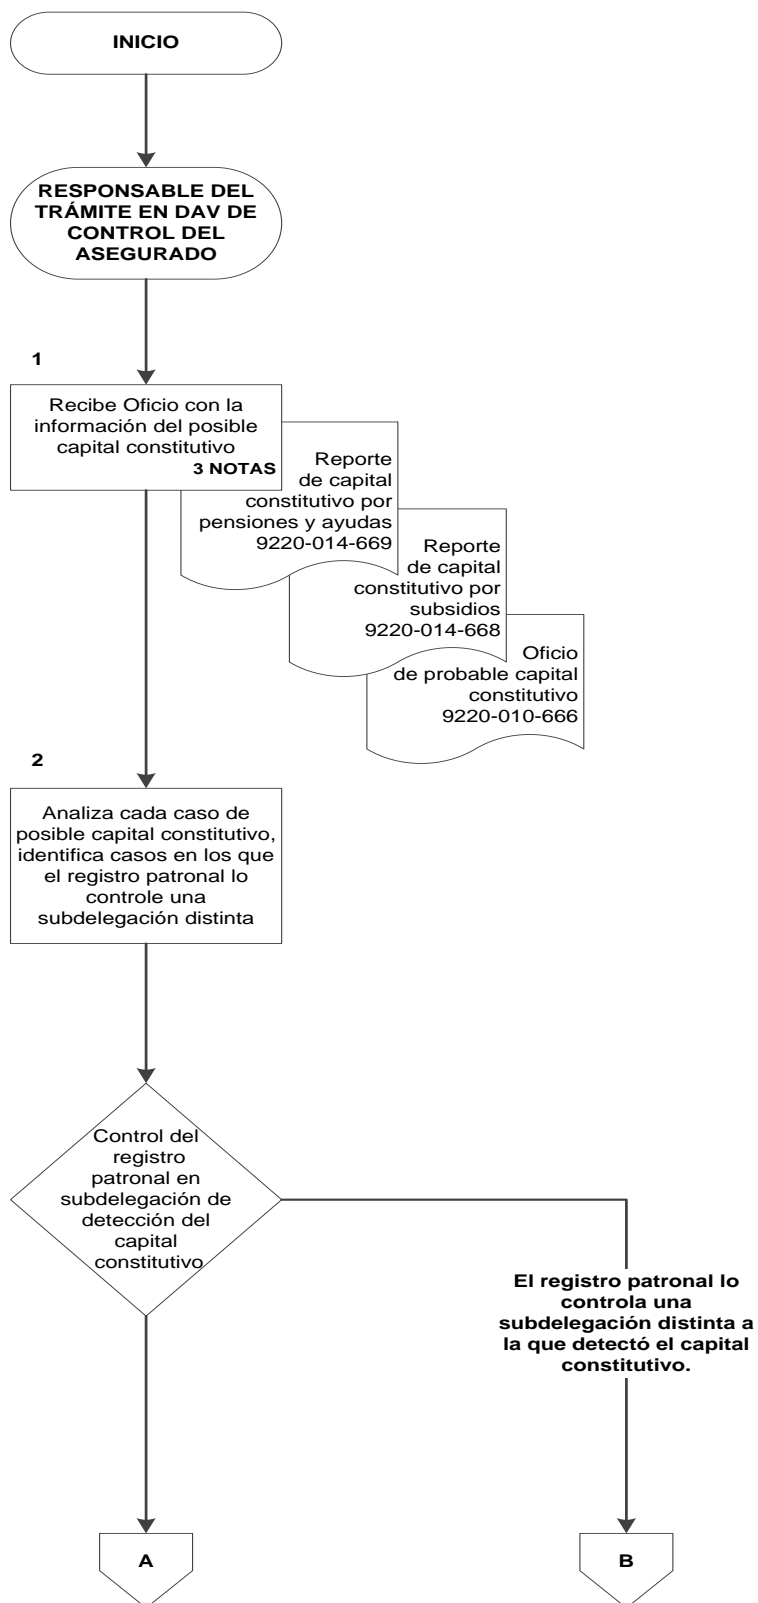 INICIO
RESPONSABLE DEL
TRÁMITE EN DAV DE
CONTROL DEL
ASEGURADO
1
Recibe Oficio con la
información del posible
capital constitutivo
3 NOTAS
Reporte
de capital
constitutivo por
pensiones y ayudas
9220-014-669
Reporte
de capital
constitutivo por
subsidios
9220-014-668
Oficio
de probable capital
constitutivo
9220-010-666
2
Analiza cada caso de
posible capital constitutivo,
identifica casos en los que
el registro patronal lo
controle una
subdelegación distinta
Control del
registro
patronal en
subdelegación de
detección del
capital
constitutivo
El registro patronal lo
controla una
subdelegación distinta a
la que detectó el capital
constitutivo.
A
B